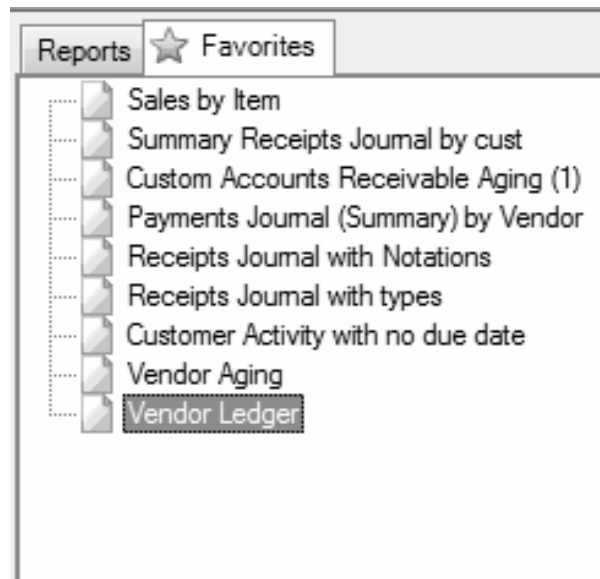 Reports Favorites
Sales by Item
Summary Receipts Journal by cust
Custom Accounts Receivable Aging (1)
Payments Journal (Summary) by Vendor
Receipts Journal with Notations
Receipts Journal with types
Customer Activity with no due date
Vendor Aging
Vendor Ledger